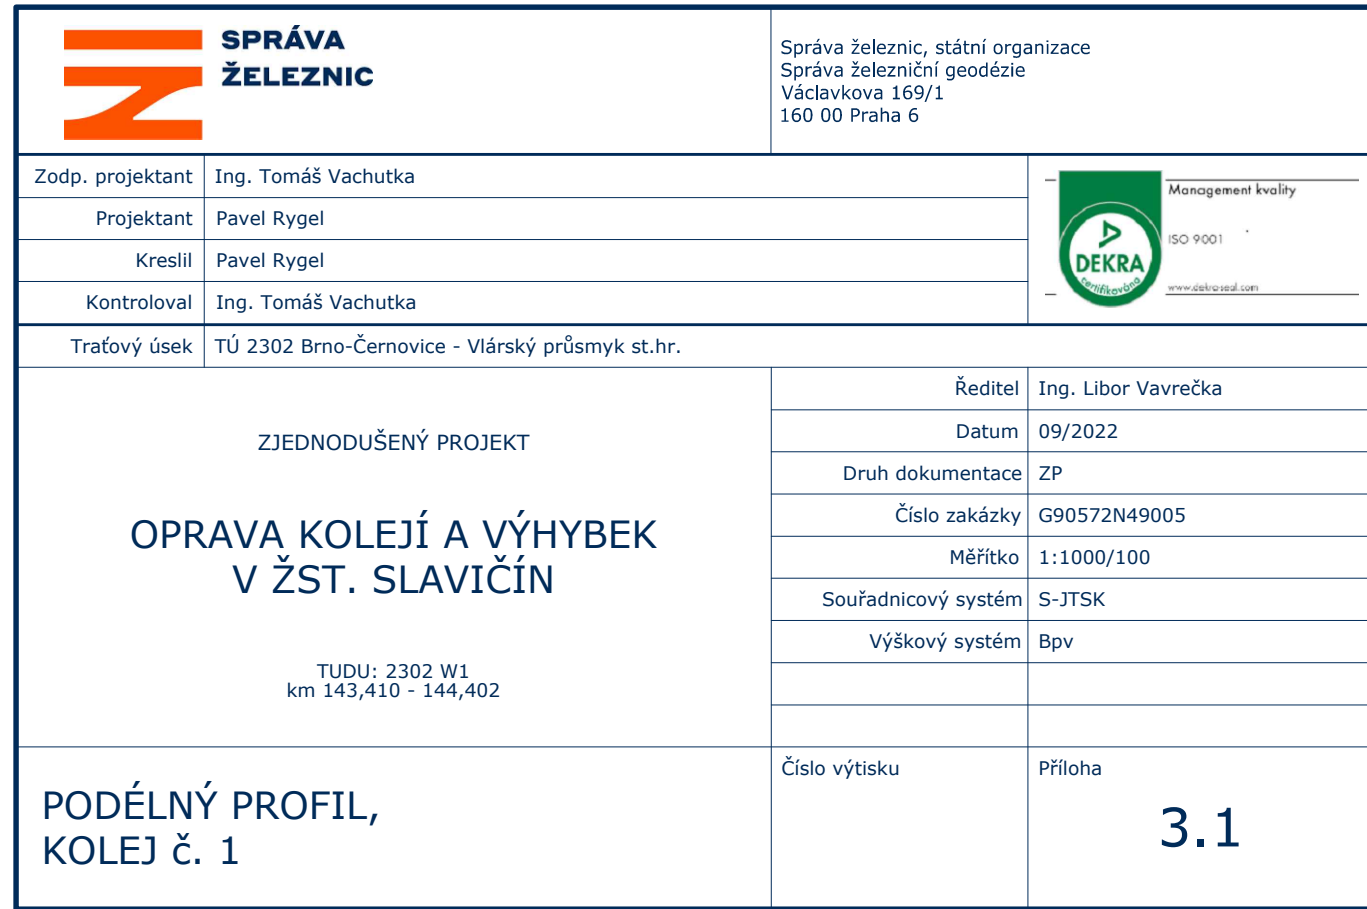 SPRÁVA
ŽELEZNIC
Správa železnic, státní organizace
Správa železniční geodézie
Václavkova 169/1
160 00 Praha 6
Zodp. projektant Ing. Tomáš Vachutka
Projektant Pavel Rygel
Kreslil Pavel Rygel
Kontroloval Ing. Tomáš Vachutka
Management kvality
ISO 9001
DEKRA
certifikováno
www.dekra-seal.com
Traťový úsek TÚ 2302 Brno-Černovice - Vlárský průsmyk st.hr.
ZJEDNODUŠENÝ PROJEKT
OPRAVA KOLEJÍ A VÝHYBEK
V ŽST. SLAVIČÍN
TUDU: 2302 W1
km 143,410 - 144,402
Ředitel Ing. Libor Vavrečka
Datum 09/2022
Druh dokumentace ZP
Číslo zakázky G90572N49005
Měřítko 1:1000/100
Souřadnicový systém S-JTSK
Výškový systém Bpv
PODÉLNÝ PROFIL,
KOLEJ č. 1
Číslo výtisku
Příloha
3.1